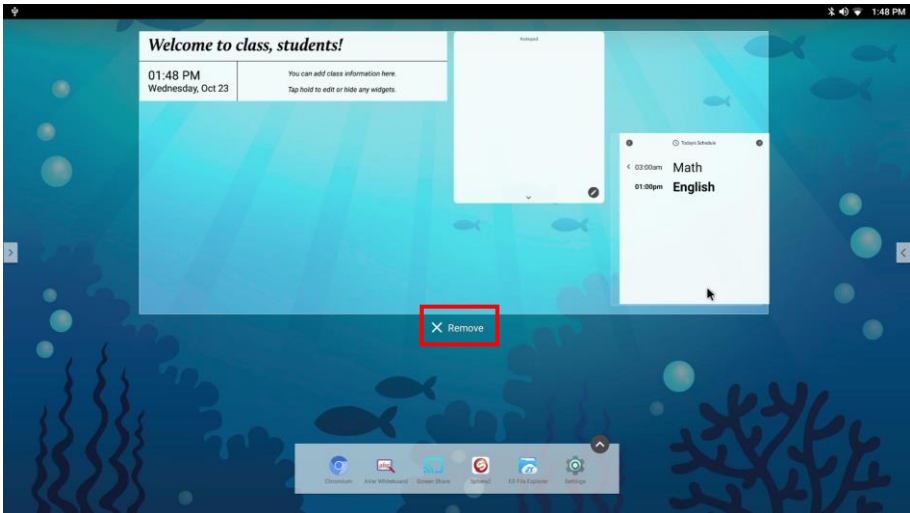 1:48 PM
Welcome to class, students!
Notepad
01:48 PM
Wednesday, Oct 23
You can add class information here.
Tap hold to edit or hide any widgets.
Today's Schedule
03:00am Math
01:00pm English
Remove
Chromium
AVer Whiteboard
Screen Share
Sphere2
ES File Explorer
Settings